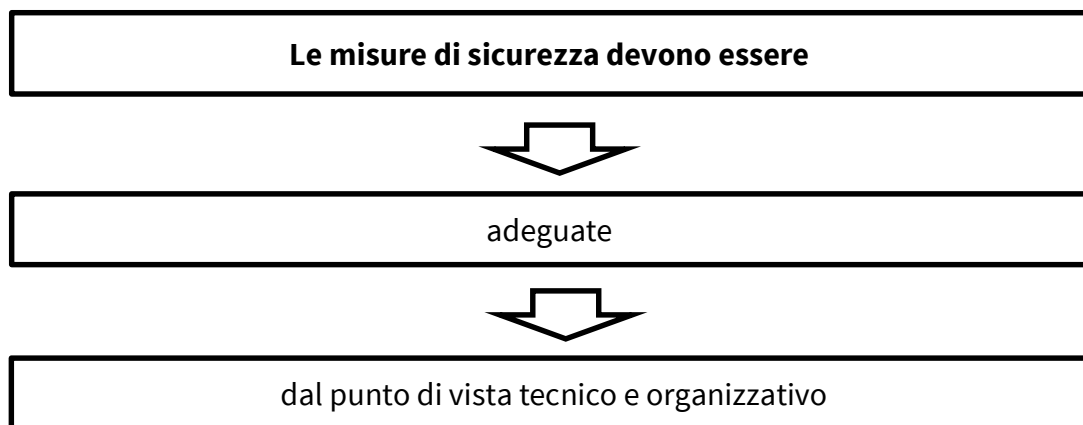 Le misure di sicurezza devono essere
adeguate
dal punto di vista tecnico e organizzativo